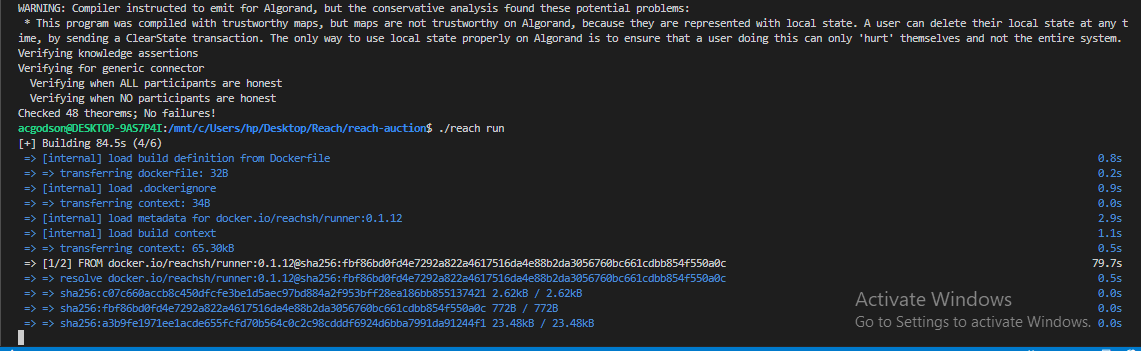 WARNING: Compiler instructed to emit for Algorand, but the conservative analysis found these potential problems:
 * This program was compiled with trustworthy maps, but maps are not trustworthy on Algorand, because they are represented with local state. A user can delete their local state at any t
ime, by sending a ClearState transaction. The only way to use local state properly on Algorand is to ensure that a user doing this can only 'hurt' themselves and not the entire system.
Verifying knowledge assertions
Verifying for generic connector
  Verifying when ALL participants are honest
  Verifying when NO participants are honest
Checked 48 theorems; No failures!
acgodson@DESKTOP-9AS7P4I:/mnt/c/Users/hp/Desktop/Reach/reach-auction$ ./reach run
[+] Building 84.5s (4/6)
 => [internal] load build definition from Dockerfile 0.8s
 => => transferring dockerfile: 32B 0.2s
 => [internal] load .dockerignore 0.9s
 => => transferring context: 34B 0.0s
 => [internal] load metadata for docker.io/reachsh/runner:0.1.12 2.9s
 => [internal] load build context 1.1s
 => => transferring context: 65.30kB 0.5s
 => [1/2] FROM docker.io/reachsh/runner:0.1.12@sha256:fbf86bd0fd4e7292a822a4617516da4e88b2da3056760bc661cdbb854f550a0c 79.7s
 => => resolve docker.io/reachsh/runner:0.1.12@sha256:fbf86bd0fd4e7292a822a4617516da4e88b2da3056760bc661cdbb854f550a0c 0.5s
 => => sha256:c07c660accb8c450dfcfe3be1d5aec97bd884a2f953bff28ea186bb855137421 2.62kB / 2.62kB 0.0s
 => => sha256:fbf86bd0fd4e7292a822a4617516da4e88b2da3056760bc661cdbb854f550a0c 772B / 772B 0.0s
 => => sha256:a3b9fe1971ee1acde655fcfd70b564c0c2c98cdddf6924d6bba7991da91244f1 23.48kB / 23.48kB 0.0s
Activate Windows
Go to Settings to activate Windows.